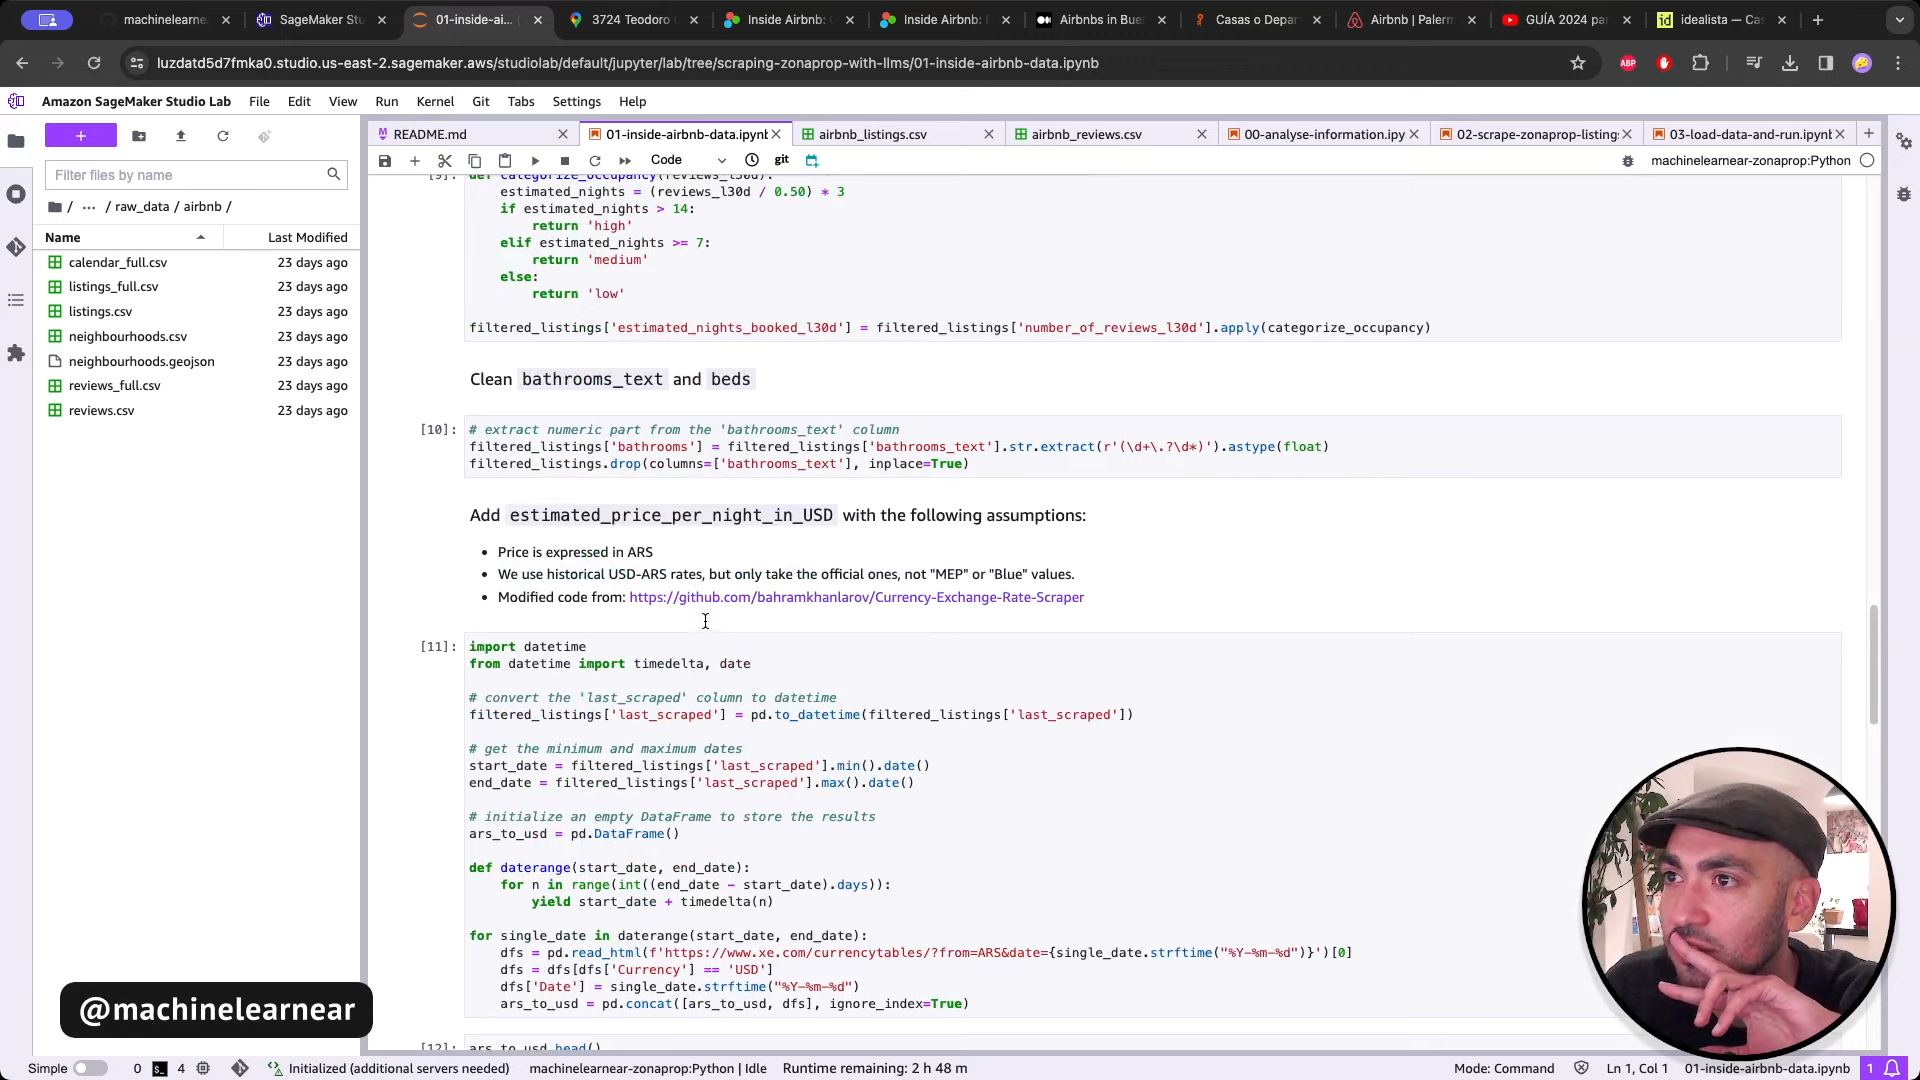 machinelearne
SageMaker Stu
01-inside-ai...
3724 Teodoro
Inside Airbnb:
Inside Airbnb:
Airbnbs in Bue
Casas o Depar
Airbnb | Palerm
GUÍA 2024 pa
idealista — Ca
luzdatd5d7fmka0.studio.us-east-2.sagemaker.aws/studiolab/default/jupyter/lab/tree/scraping-zonaprop-with-llms/01-inside-airbnb-data.ipynb
ABP
Amazon SageMaker Studio Lab File Edit View Run Kernel Git Tabs Settings Help
README.md
01-inside-airbnb-data.ipynb
airbnb_listings.csv
airbnb_reviews.csv
00-analyse-information.ipy
02-scrape-zonaprop-listing
03-load-data-and-run.ipynb
Code
git
machinelearnear-zonaprop:Python
Filter files by name
/ ... / raw_data / airbnb /
Name Last Modified
calendar_full.csv 23 days ago
listings_full.csv 23 days ago
listings.csv 23 days ago
neighbourhoods.csv 23 days ago
neighbourhoods.geojson 23 days ago
reviews_full.csv 23 days ago
reviews.csv 23 days ago
[9]: def categorize_occupancy(reviews_l30d):
estimated_nights = (reviews_l30d / 0.50) * 3
if estimated_nights > 14:
return 'high'
elif estimated_nights >= 7:
return 'medium'
else:
return 'low'
filtered_listings['estimated_nights_booked_l30d'] = filtered_listings['number_of_reviews_l30d'].apply(categorize_occupancy)
Clean bathrooms_text and beds
[10]: # extract numeric part from the 'bathrooms_text' column
filtered_listings['bathrooms'] = filtered_listings['bathrooms_text'].str.extract(r'(\d+\.?\d*)').astype(float)
filtered_listings.drop(columns=['bathrooms_text'], inplace=True)
Add estimated_price_per_night_in_USD with the following assumptions:
• Price is expressed in ARS
• We use historical USD-ARS rates, but only take the official ones, not "MEP" or "Blue" values.
• Modified code from: https://github.com/bahramkhanlarov/Currency-Exchange-Rate-Scraper
[11]: import datetime
from datetime import timedelta, date
# convert the 'last_scraped' column to datetime
filtered_listings['last_scraped'] = pd.to_datetime(filtered_listings['last_scraped'])
# get the minimum and maximum dates
start_date = filtered_listings['last_scraped'].min().date()
end_date = filtered_listings['last_scraped'].max().date()
# initialize an empty DataFrame to store the results
ars_to_usd = pd.DataFrame()
def daterange(start_date, end_date):
for n in range(int((end_date - start_date).days)):
yield start_date + timedelta(n)
for single_date in daterange(start_date, end_date):
dfs = pd.read_html(f'https://www.xe.com/currencytables/?from=ARS&date={single_date.strftime("%Y-%m-%d")}')[0]
dfs = dfs[dfs['Currency'] == 'USD']
dfs['Date'] = single_date.strftime("%Y-%m-%d")
ars_to_usd = pd.concat([ars_to_usd, dfs], ignore_index=True)
[12]: ars_to_usd.head()
@machinelearnear
Simple 0 4 Initialized (additional servers needed) machinelearnear-zonaprop:Python | Idle Runtime remaining: 2 h 48 m Mode: Command Ln 1, Col 1 01-inside-airbnb-data.ipynb 1